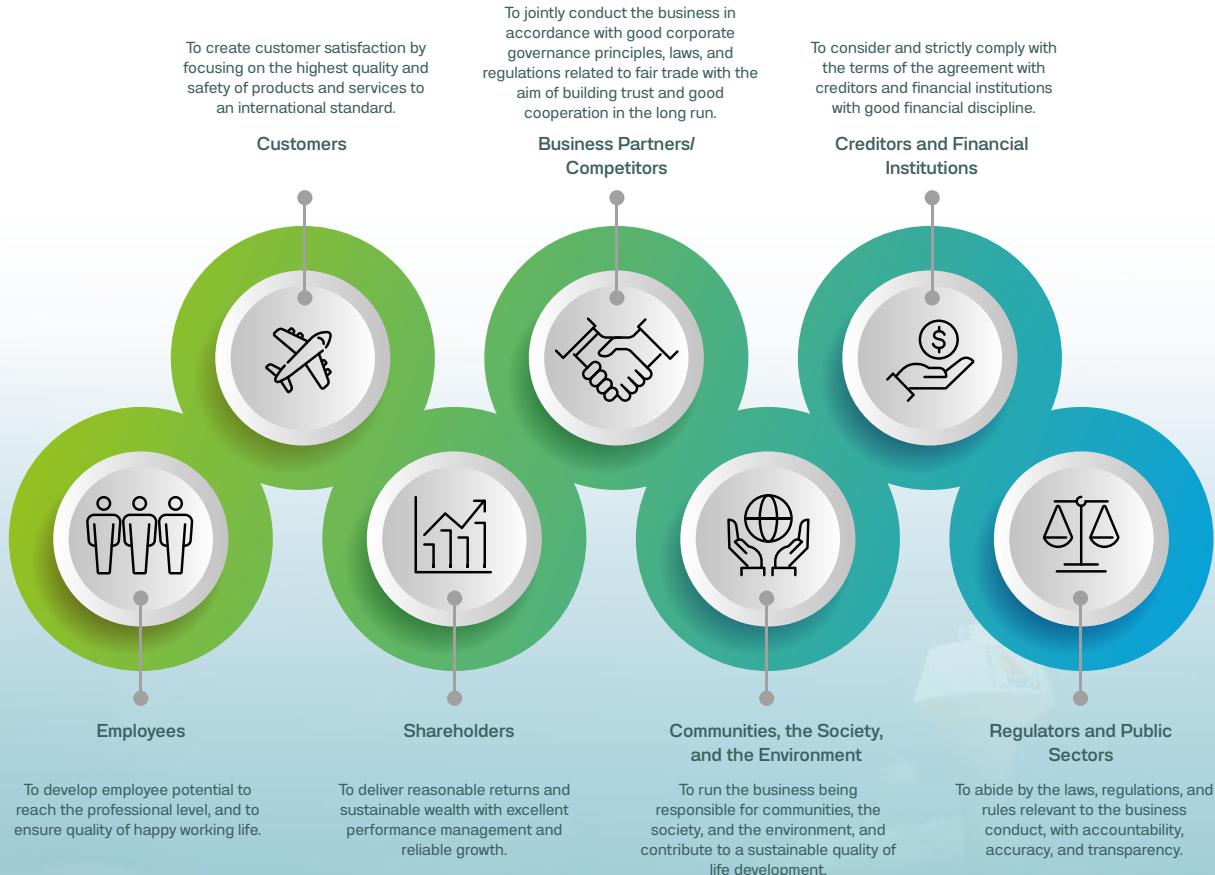 To create customer satisfaction by
focusing on the highest quality and
safety of products and services to
an international standard.
Customers
To jointly conduct the business in
accordance with good corporate
governance principles, laws, and
regulations related to fair trade with the
aim of building trust and good
cooperation in the long run.
Business Partners/
Competitors
To consider and strictly comply with
the terms of the agreement with
creditors and financial institutions
with good financial discipline.
Creditors and Financial
Institutions
$
Employees
To develop employee potential to
reach the professional level, and to
ensure quality of happy working life.
Shareholders
To deliver reasonable returns and
sustainable wealth with excellent
performance management and
reliable growth.
Communities, the Society,
and the Environment
To run the business being
responsible for communities, the
society, and the environment, and
contribute to a sustainable quality of
life development.
Regulators and Public
Sectors
To abide by the laws, regulations, and
rules relevant to the business
conduct, with accountability,
accuracy, and transparency.